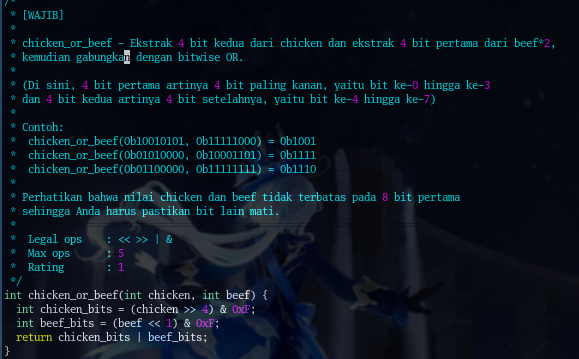 /*
 * [WAJIB]
 *
 * chicken_or_beef - Ekstrak 4 bit kedua dari chicken dan ekstrak 4 bit pertama dari beef*2,
 * kemudian gabungkan dengan bitwise OR.
 *
 * (Di sini, 4 bit pertama artinya 4 bit paling kanan, yaitu bit ke-0 hingga ke-3
 * dan 4 bit kedua artinya 4 bit setelahnya, yaitu bit ke-4 hingga ke-7)
 *
 * Contoh:
 *  chicken_or_beef(0b10010101, 0b11111000) = 0b1001
 *  chicken_or_beef(0b01010000, 0b10001101) = 0b1111
 *  chicken_or_beef(0b01100000, 0b11111111) = 0b1110
 *
 * Perhatikan bahwa nilai chicken dan beef tidak terbatas pada 8 bit pertama
 * sehingga Anda harus pastikan bit lain mati.
 *
 *  Legal ops    : << >> | &
 *  Max ops      : 5
 *  Rating       : 1
 */
int chicken_or_beef(int chicken, int beef) {
  int chicken_bits = (chicken >> 4) & 0xF;
  int beef_bits = (beef << 1) & 0xF;
  return chicken_bits | beef_bits;
}